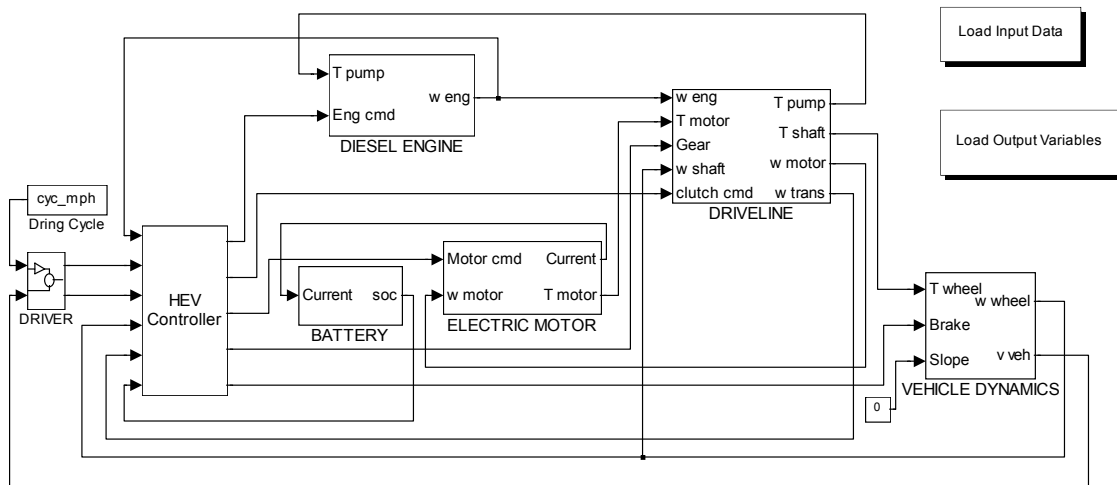 Load Input Data
Load Output Variables
T pump
Eng cmd
w eng
DIESEL ENGINE
w eng
T motor
Gear
w shaft
clutch cmd
T pump
T shaft
w motor
w trans
DRIVELINE
cyc_mph
Dring Cycle
DRIVER
HEV
Controller
Current
soc
BATTERY
Motor cmd
w motor
Current
T motor
ELECTRIC MOTOR
T wheel
Brake
Slope
w wheel
v veh
VEHICLE DYNAMICS
0